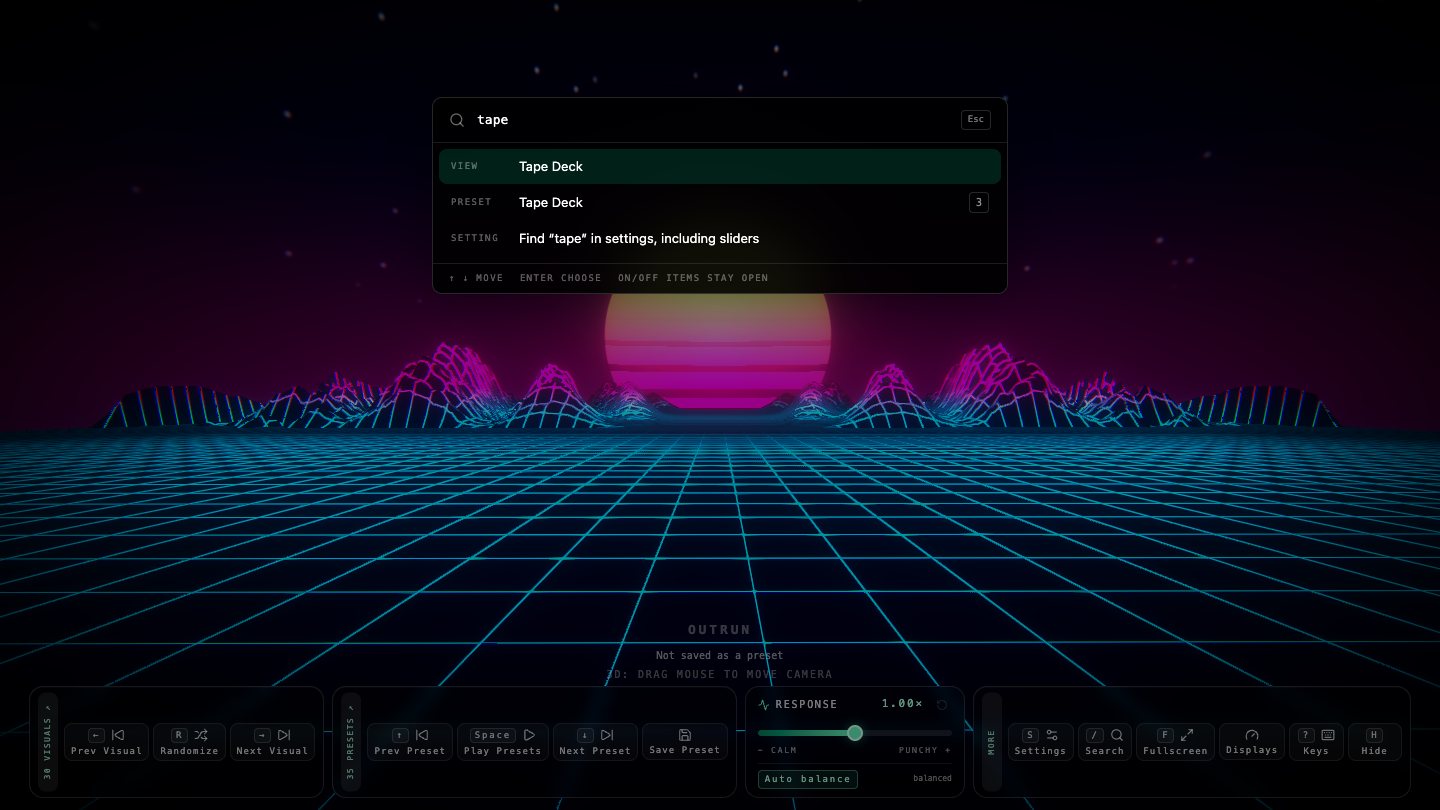 tape
Esc
VIEW Tape Deck
PRESET Tape Deck 3
SETTING Find “tape” in settings, including sliders
↑ ↓ MOVE ENTER CHOOSE ON/OFF ITEMS STAY OPEN
OUTRUN
Not saved as a preset
3D: DRAG MOUSE TO MOVE CAMERA
30 VISUALS ↗
← Prev Visual
R Randomize
→ Next Visual
35 PRESETS ↗
↑ Prev Preset
Space Play Presets
↓ Next Preset
Save Preset
RESPONSE 1.00×
− CALM PUNCHY +
Auto balance balanced
MORE
S Settings
/ Search
F Fullscreen
Displays
? Keys
H Hide